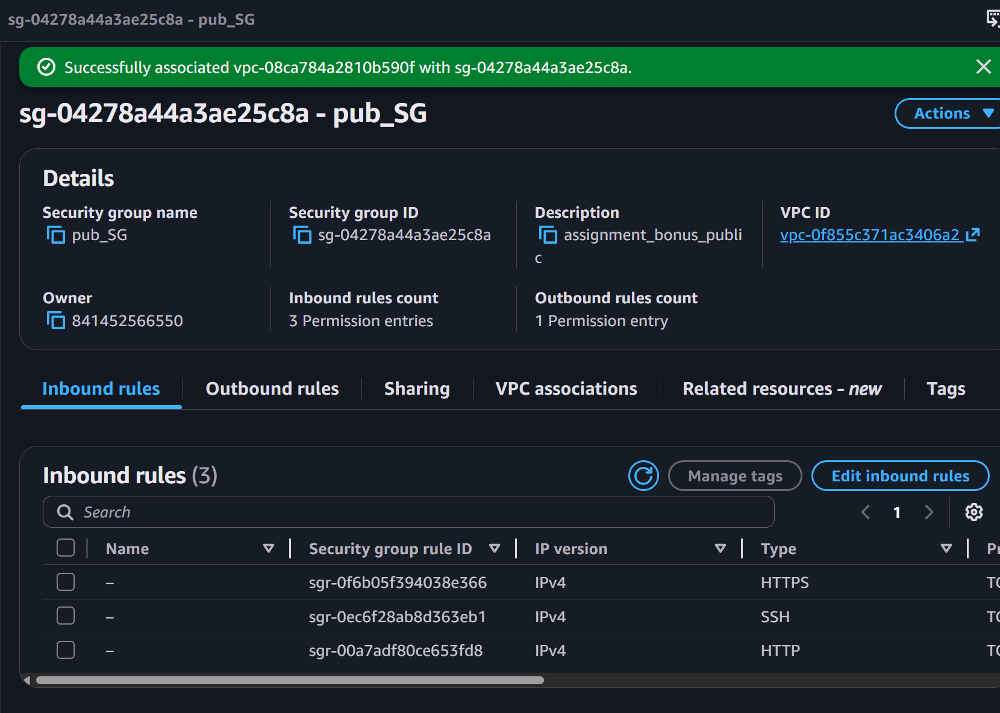 sg-04278a44a3ae25c8a - pub_SG
Successfully associated vpc-08ca784a2810b590f with sg-04278a44a3ae25c8a.
sg-04278a44a3ae25c8a - pub_SG
Actions
Details
Security group name
pub_SG
Security group ID
sg-04278a44a3ae25c8a
Description
assignment_bonus_publi
c
VPC ID
vpc-0f855c371ac3406a2
Owner
841452566550
Inbound rules count
3 Permission entries
Outbound rules count
1 Permission entry
Inbound rules
Outbound rules
Sharing
VPC associations
Related resources – new
Tags
Inbound rules (3)
Manage tags
Edit inbound rules
Search
1
Name Security group rule ID IP version Type
– sgr-0f6b05f394038e366 IPv4 HTTPS
– sgr-0ec6f28ab8d363eb1 IPv4 SSH
– sgr-00a7adf80ce653fd8 IPv4 HTTP